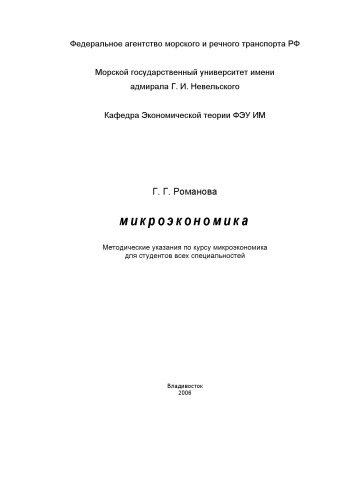 Федеральное агентство морского и речного транспорта РФ
Морской государственный университет имени
адмирала Г. И. Невельского
Кафедра Экономической теории ФЭУ ИМ
Г. Г. Романова
микроэкономика
Методические указания по курсу микроэкономика
для студентов всех специальностей
Владивосток
2006